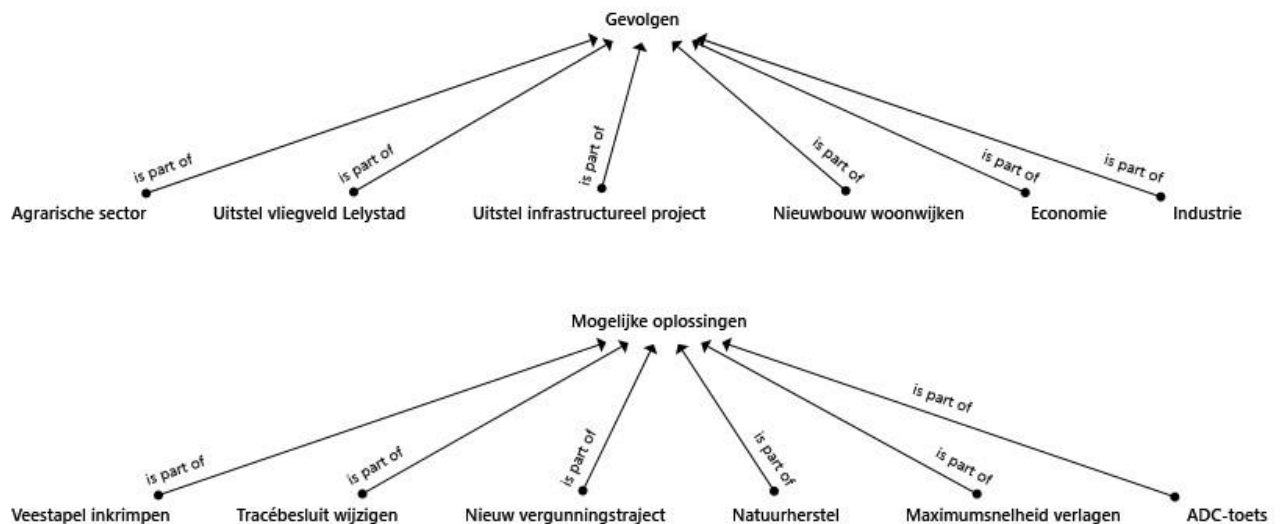 Gevolgen
is part of
is part of
is part of
is part of
is part of
is part of
Agrarische sector
Uitstel vliegveld Lelystad
Uitstel infrastructureel project
Nieuwbouw woonwijken
Economie
Industrie
Mogelijke oplossingen
is part of
is part of
is part of
is part of
is part of
is part of
Veestapel inkrimpen
Tracébesluit wijzigen
Nieuw vergunningstraject
Natuurherstel
Maximumsnelheid verlagen
ADC-toets